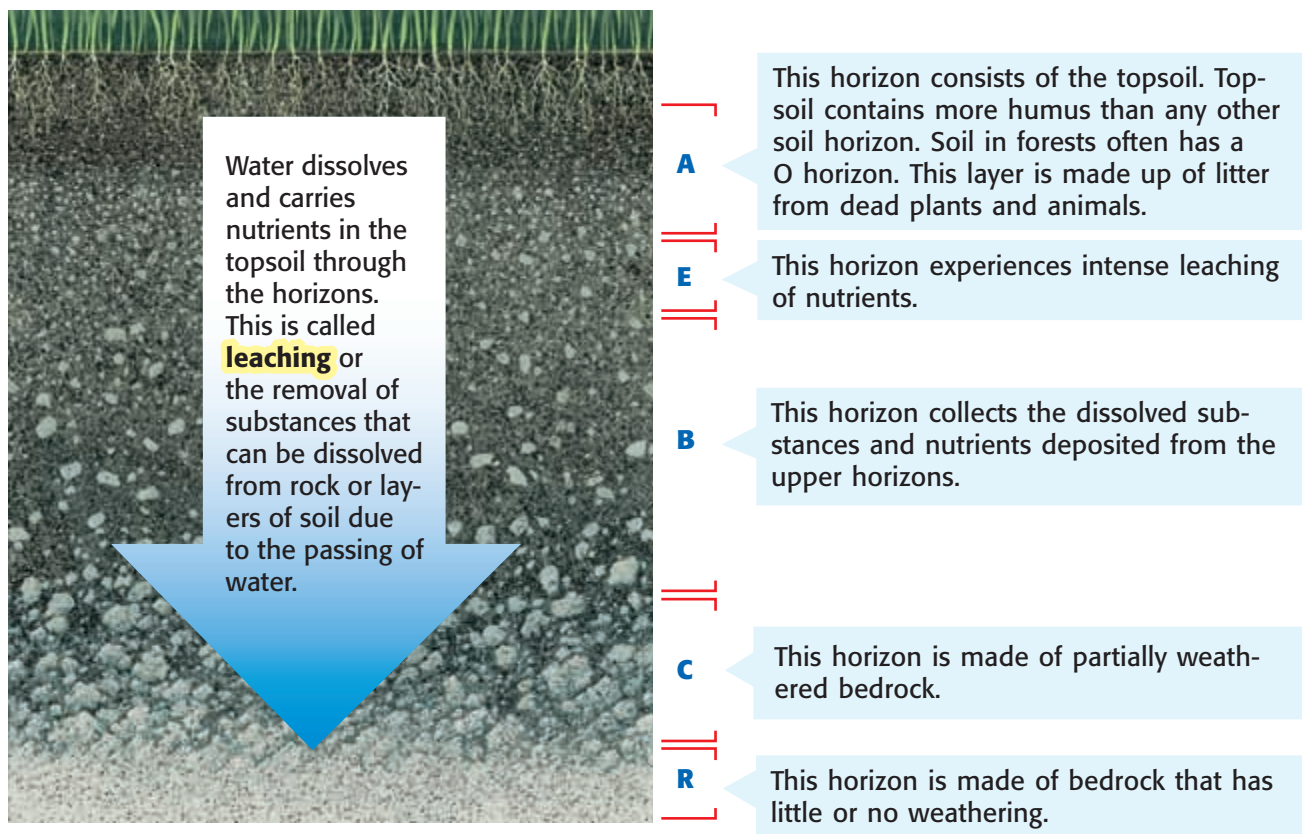 Water dissolves
and carries
nutrients in the
topsoil through
the horizons.
This is called
leaching or
the removal of
substances that
can be dissolved
from rock or lay-
ers of soil due
to the passing of
water.
A
This horizon consists of the topsoil. Top-
soil contains more humus than any other
soil horizon. Soil in forests often has a
O horizon. This layer is made up of litter
from dead plants and animals.
E
This horizon experiences intense leaching
of nutrients.
B
This horizon collects the dissolved sub-
stances and nutrients deposited from the
upper horizons.
C
This horizon is made of partially weath-
ered bedrock.
R
This horizon is made of bedrock that has
little or no weathering.